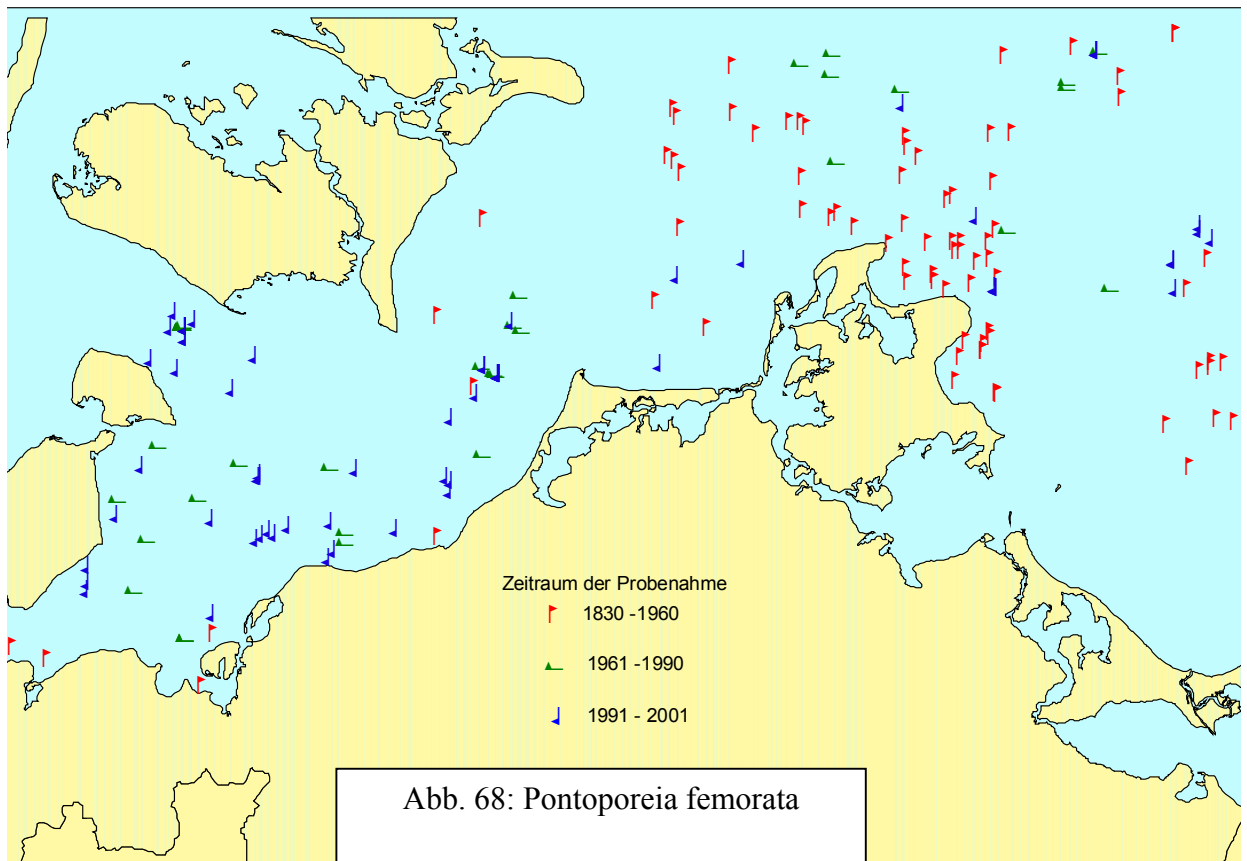 Zeitraum der Probenahme
1830 -1960
1961 -1990
1991 - 2001
Abb. 68: Pontoporeia femorata